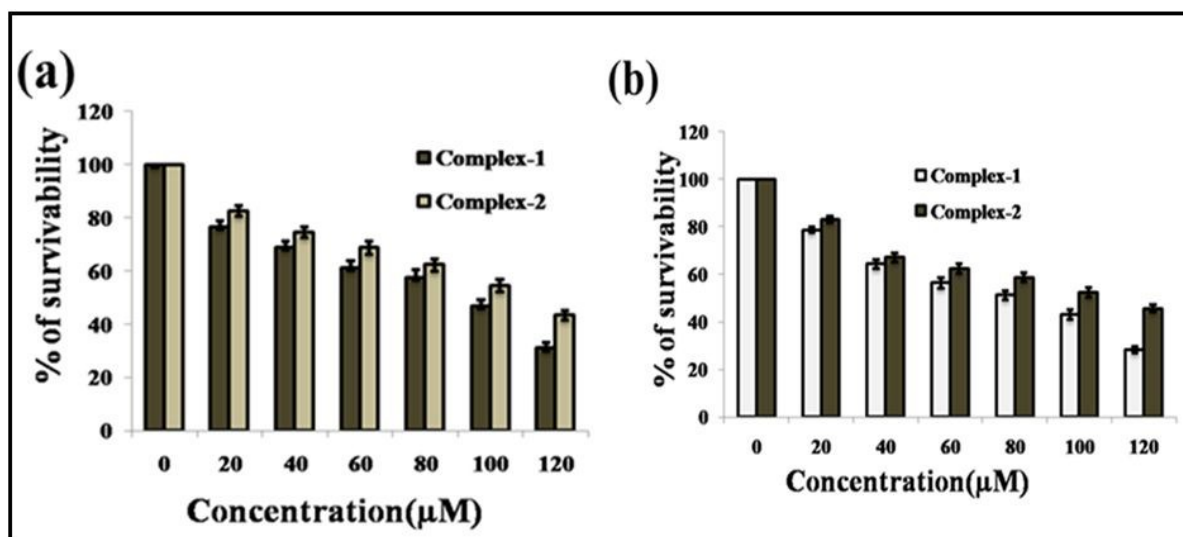 (a)
120
100
80
60
40
20
0
% of survivability
Complex-1
Complex-2
0 20 40 60 80 100 120
Concentration(µM)
(b)
120
100
80
60
40
20
0
% of survivability
Complex-1
Complex-2
0 20 40 60 80 100 120
Concentration(µM)